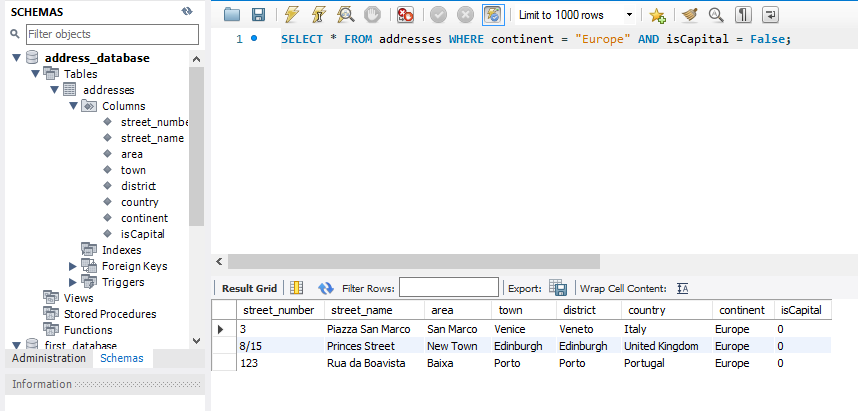 SCHEMAS
Filter objects
address_database
Tables
addresses
Columns
street_numbe
street_name
area
town
district
country
continent
isCapital
Indexes
Foreign Keys
Triggers
Views
Stored Procedures
Functions
first_database
Administration Schemas
Information
Limit to 1000 rows
1 SELECT * FROM addresses WHERE continent = "Europe" AND isCapital = False;
Result Grid Filter Rows: Export: Wrap Cell Content:
street_number street_name area town district country continent isCapital
3 Piazza San Marco San Marco Venice Veneto Italy Europe 0
8/15 Princes Street New Town Edinburgh Edinburgh United Kingdom Europe 0
123 Rua da Boavista Baixa Porto Porto Portugal Europe 0